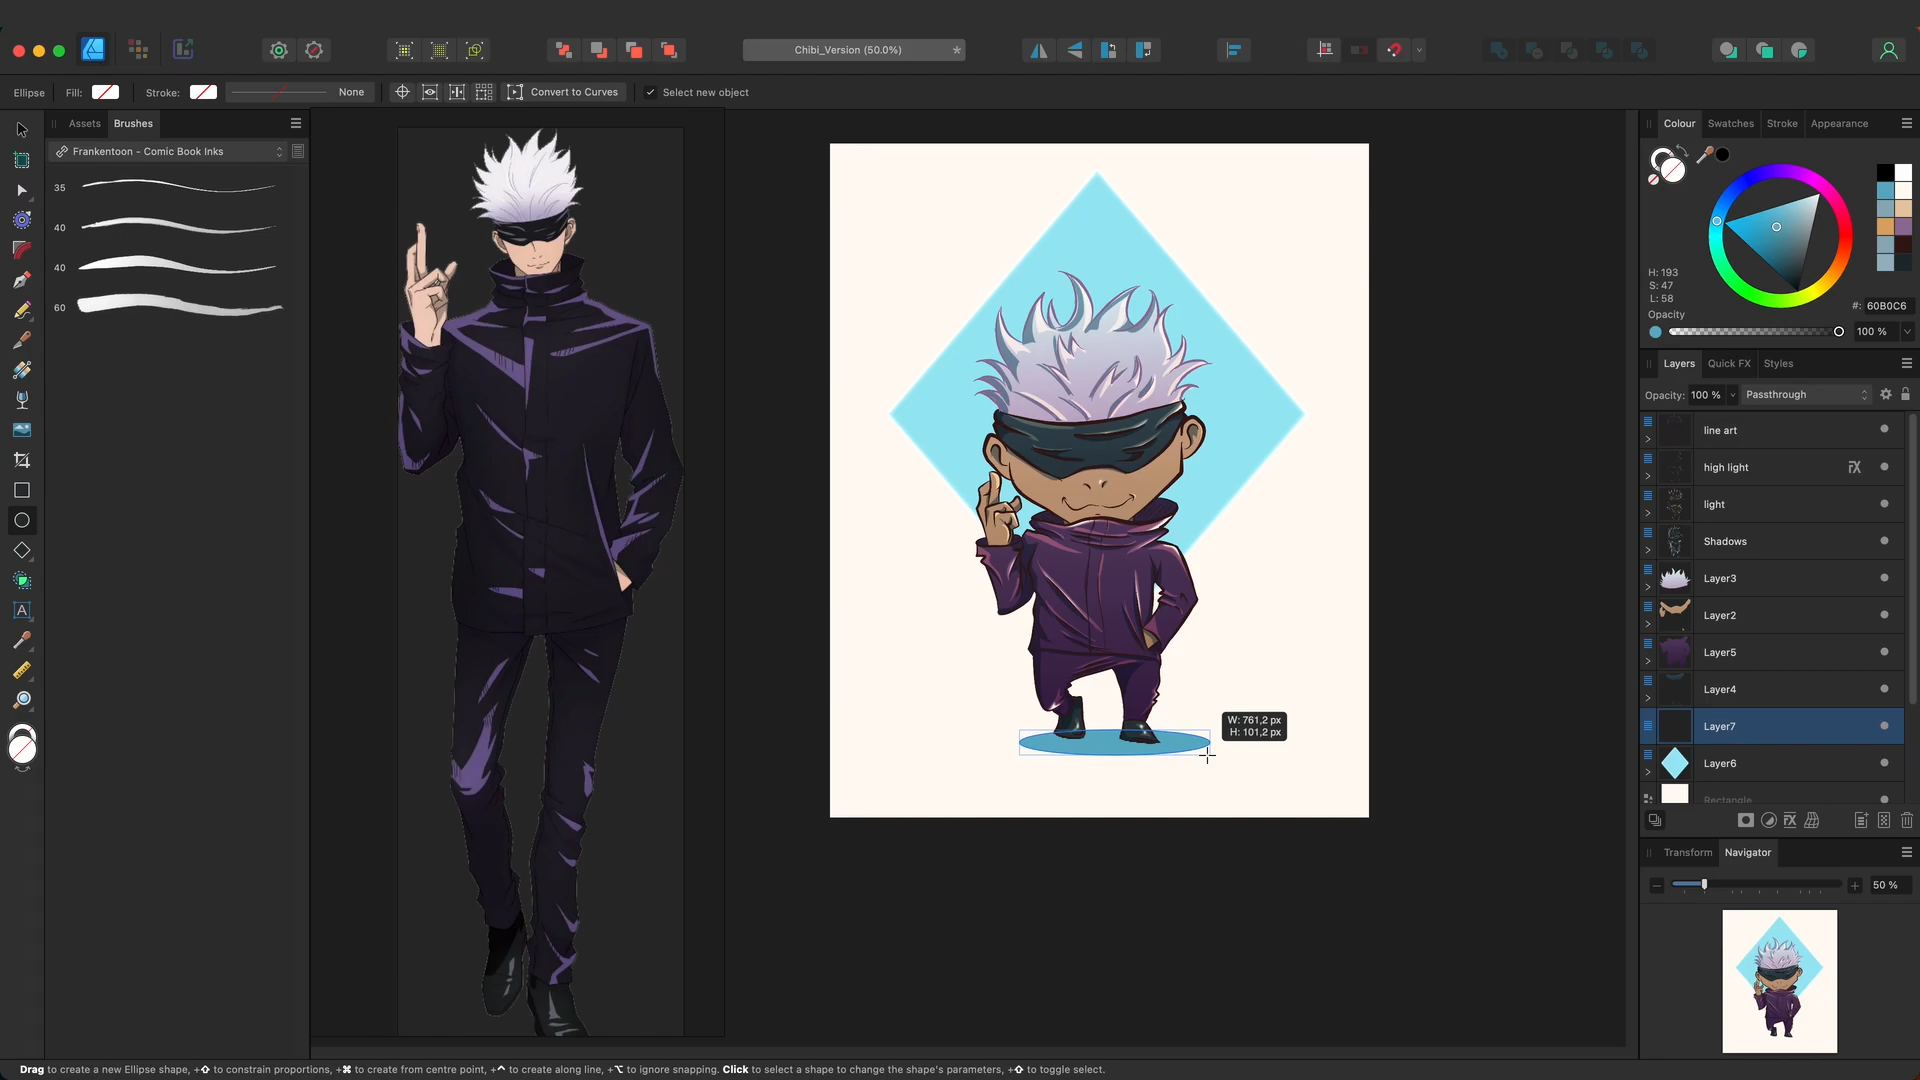 Chibi_Version (50.0%)
*
Ellipse
Fill:
Stroke:
None
Convert to Curves
Select new object
Assets
Brushes
Frankentoon - Comic Book Inks
35
40
40
60
A
W: 761,2 px
H: 101,2 px
Colour
Swatches
Stroke
Appearance
H: 193
S: 47
L: 58
#: 60B0C6
Opacity
100 %
Layers
Quick FX
Styles
Opacity: 100 %
Passthrough
line art
high light
light
Shadows
Layer3
Layer2
Layer5
Layer4
Layer7
Layer6
Rectangle
Transform
Navigator
50 %
Drag to create a new Ellipse shape, +⇧ to constrain proportions, +⌘ to create from centre point, +^ to create along line, +⌥ to ignore snapping. Click to select a shape to change the shape's parameters, +⇧ to toggle select.